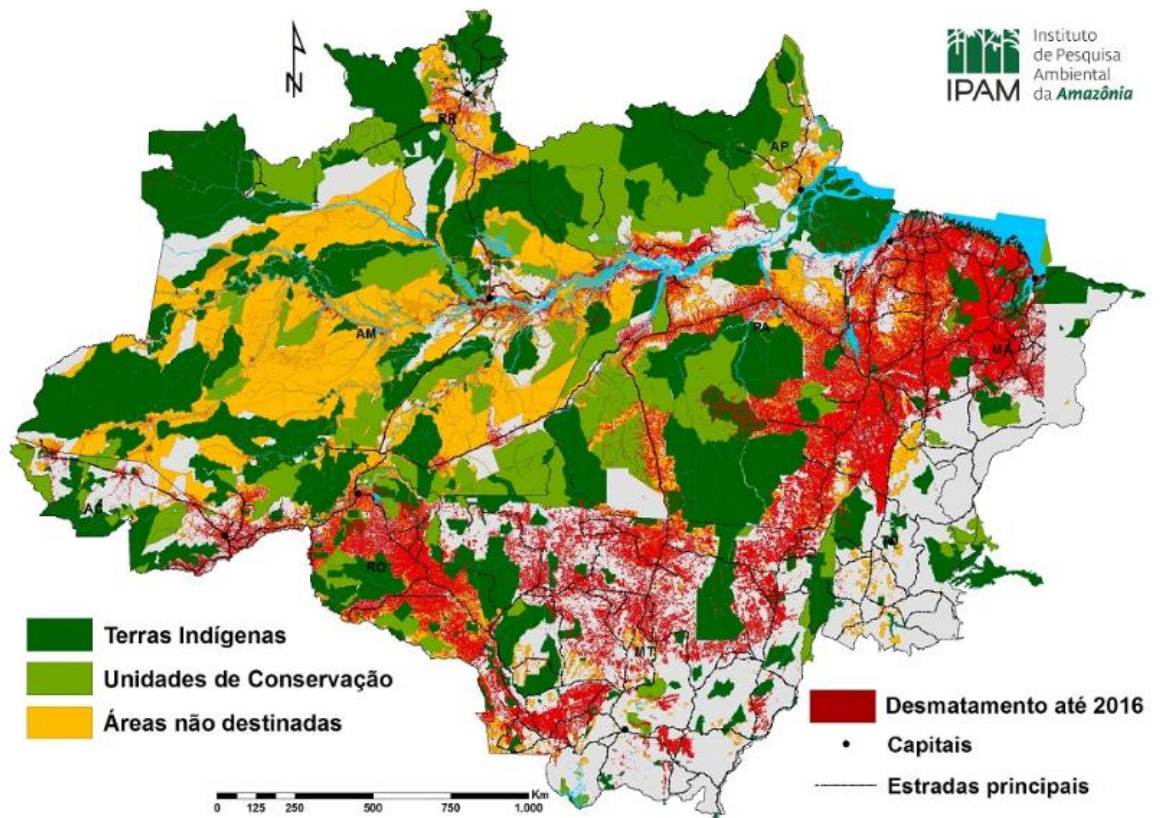 IPAM
Instituto
de Pesquisa
Ambiental
da Amazônia
N
RR
AP
AM
PA
MA
AC
RO
TO
MT
Terras Indígenas
Unidades de Conservação
Áreas não destinadas
Desmatamento até 2016
Capitais
Estradas principais
Km
0 125 250 500 750 1.000